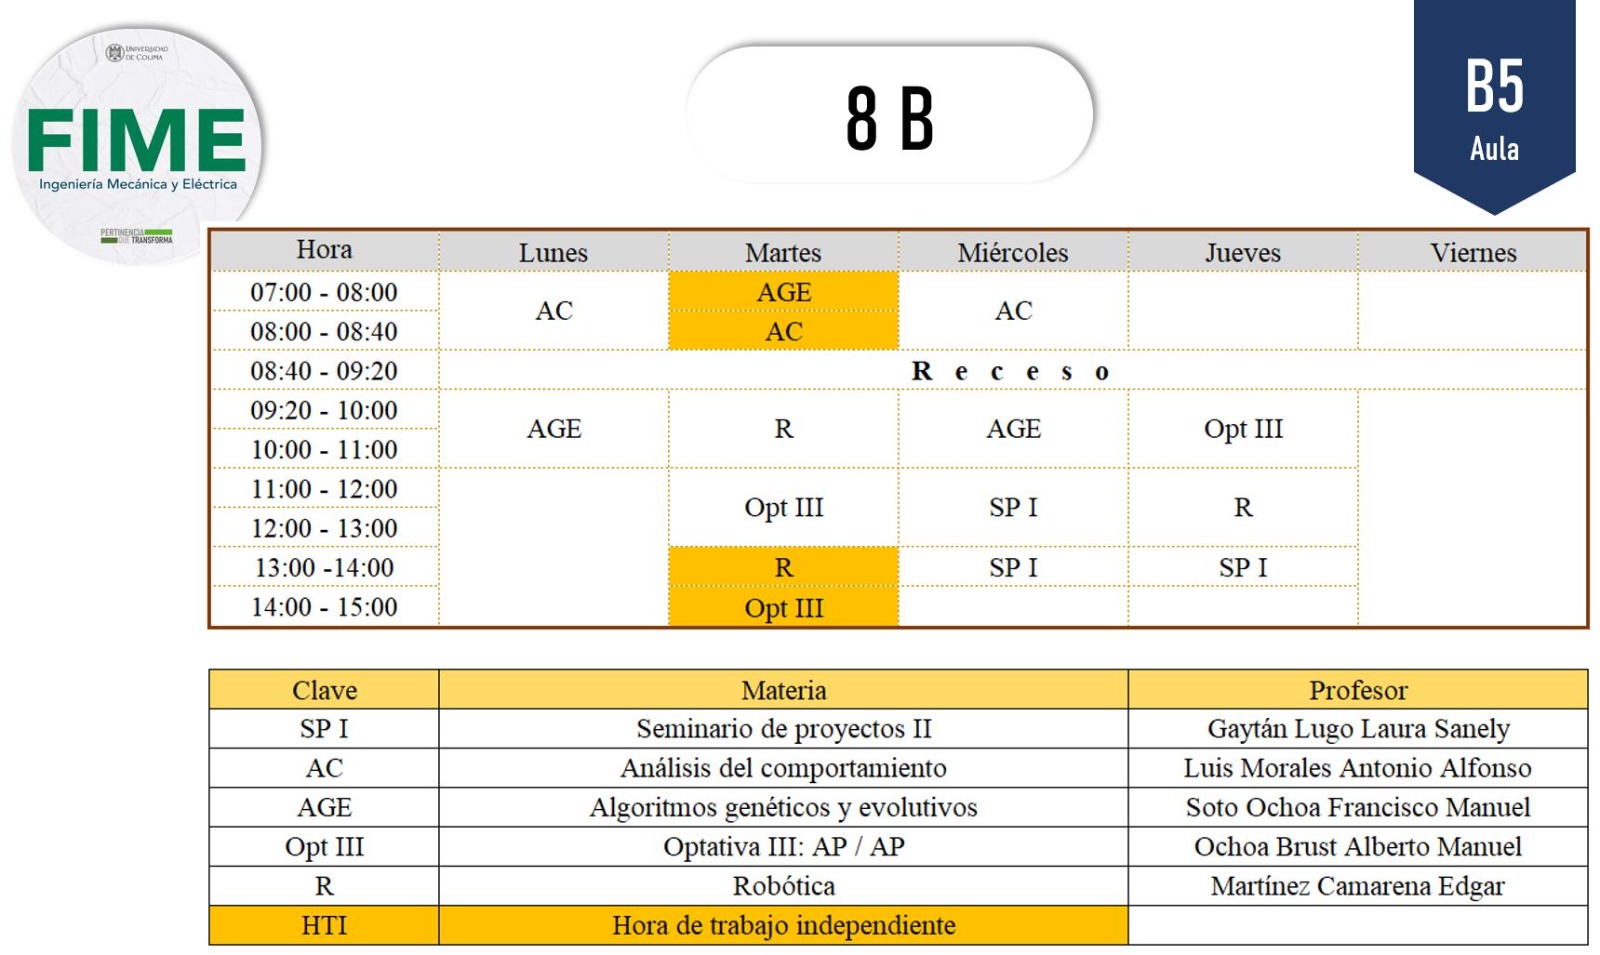 UNIVERSIDAD
DE COLIMA
FIME
Ingeniería Mecánica y Eléctrica
PERTINENCIA
QUE TRANSFORMA
8 B
B5
Aula
Hora Lunes Martes Miércoles Jueves Viernes
07:00 - 08:00 AGE
AC AC
08:00 - 08:40 AC
08:40 - 09:20 R e c e s o
09:20 - 10:00
AGE R AGE Opt III
10:00 - 11:00
11:00 - 12:00
Opt III SP I R
12:00 - 13:00
13:00 -14:00 R SP I SP I
14:00 - 15:00 Opt III
Clave Materia Profesor
SP I Seminario de proyectos II Gaytán Lugo Laura Sanely
AC Análisis del comportamiento Luis Morales Antonio Alfonso
AGE Algoritmos genéticos y evolutivos Soto Ochoa Francisco Manuel
Opt III Optativa III: AP / AP Ochoa Brust Alberto Manuel
R Robótica Martínez Camarena Edgar
HTI Hora de trabajo independiente